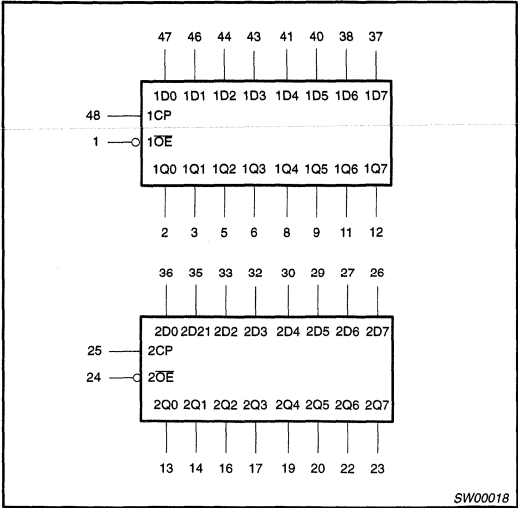 47 46 44 43 41 40 38 37
1D0 1D1 1D2 1D3 1D4 1D5 1D6 1D7
48 1CP
1 1OE
1Q0 1Q1 1Q2 1Q3 1Q4 1Q5 1Q6 1Q7
2 3 5 6 8 9 11 12
36 35 33 32 30 29 27 26
2D0 2D21 2D2 2D3 2D4 2D5 2D6 2D7
25 2CP
24 2OE
2Q0 2Q1 2Q2 2Q3 2Q4 2Q5 2Q6 2Q7
13 14 16 17 19 20 22 23
SW00018